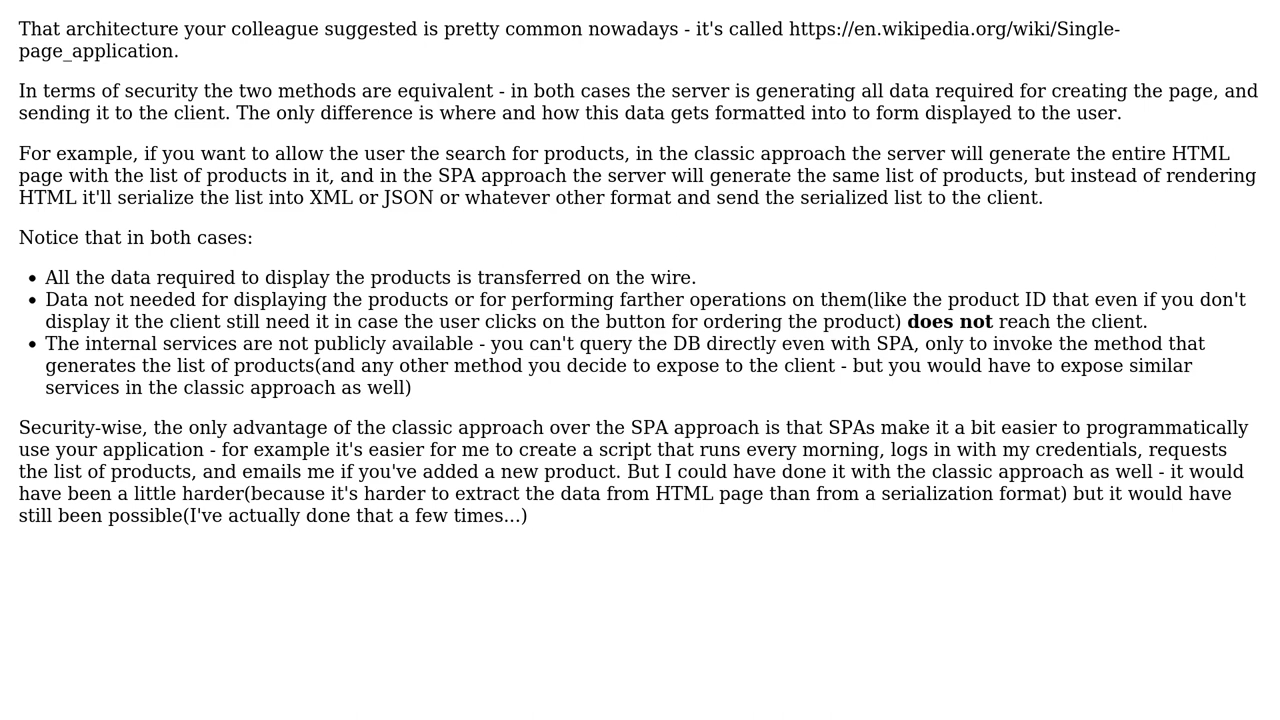 That architecture your colleague suggested is pretty common nowadays - it's called https://en.wikipedia.org/wiki/Single-
page_application.
In terms of security the two methods are equivalent - in both cases the server is generating all data required for creating the page, and
sending it to the client. The only difference is where and how this data gets formatted into to form displayed to the user.
For example, if you want to allow the user the search for products, in the classic approach the server will generate the entire HTML
page with the list of products in it, and in the SPA approach the server will generate the same list of products, but instead of rendering
HTML it'll serialize the list into XML or JSON or whatever other format and send the serialized list to the client.
Notice that in both cases:
• All the data required to display the products is transferred on the wire.
• Data not needed for displaying the products or for performing farther operations on them(like the product ID that even if you don't
display it the client still need it in case the user clicks on the button for ordering the product) does not reach the client.
• The internal services are not publicly available - you can't query the DB directly even with SPA, only to invoke the method that
generates the list of products(and any other method you decide to expose to the client - but you would have to expose similar
services in the classic approach as well)
Security-wise, the only advantage of the classic approach over the SPA approach is that SPAs make it a bit easier to programmatically
use your application - for example it's easier for me to create a script that runs every morning, logs in with my credentials, requests
the list of products, and emails me if you've added a new product. But I could have done it with the classic approach as well - it would
have been a little harder(because it's harder to extract the data from HTML page than from a serialization format) but it would have
still been possible(I've actually done that a few times...)